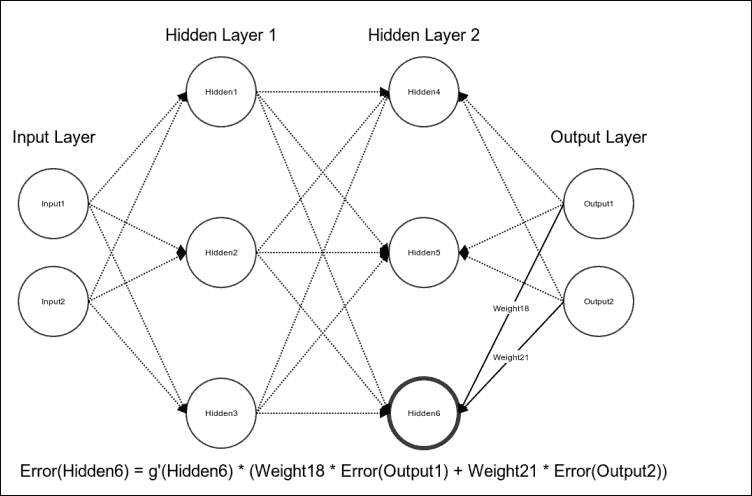 Hidden Layer 1
Hidden Layer 2
Hidden1
Hidden4
Input Layer
Output Layer
Input1
Output1
Hidden2
Hidden5
Input2
Output2
Weight18
Weight21
Hidden3
Hidden6
Error(Hidden6) = g'(Hidden6) * (Weight18 * Error(Output1) + Weight21 * Error(Output2))